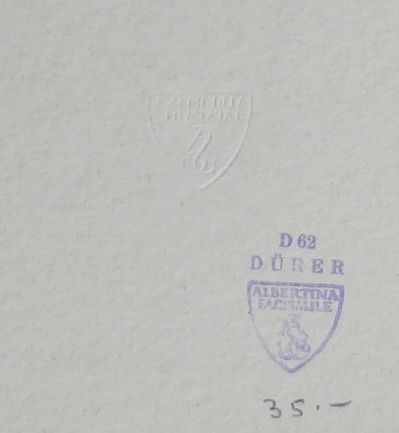 D 62
DÜRER
ALBERTINA
FACSIMILE
35.–